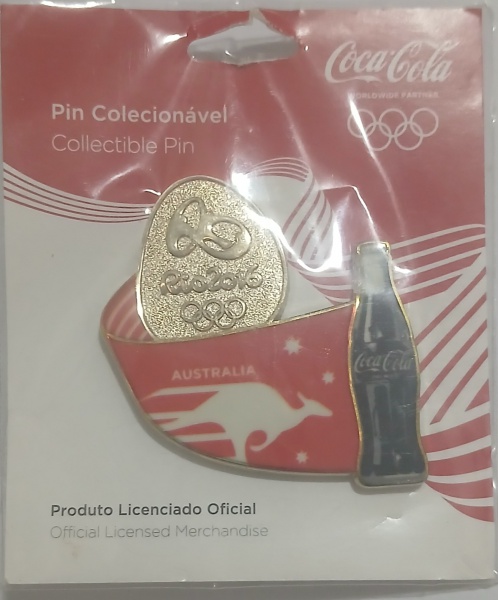 Coca-Cola
WORLDWIDE PARTNER
Pin Colecionável
Collectible Pin
Rio2016
AUSTRALIA
Coca-Cola
Produto Licenciado Oficial
Official Licensed Merchandise